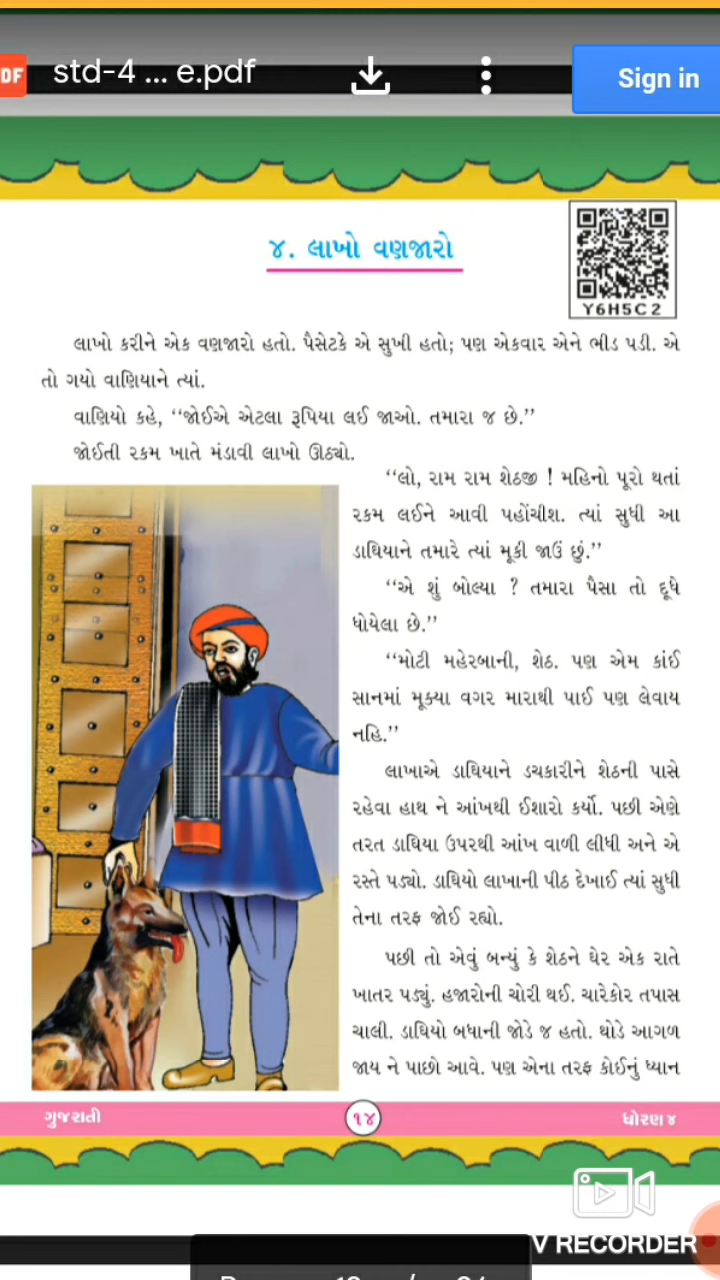 DF
std-4 ... e.pdf
Sign in
૪. લાખો વણજારો
Y6H5C2
લાખો કરીને એક વણજારો હતો. પૈસેટકે એ સુખી હતો; પણ એકવાર એને ભીડ પડી. એ
તો ગયો વાણિયાને ત્યાં.
વાણિયો કહે, “જોઈએ એટલા રૂપિયા લઈ જાઓ. તમારા જ છે.”
જોઈતી રકમ ખાતે મંડાવી લાખો ઊઠ્યો.
“લો, રામ રામ શેઠજી ! મહિનો પૂરો થતાં
રકમ લઈને આવી પહોંચીશ. ત્યાં સુધી આ
ડાઘિયાને તમારે ત્યાં મૂકી જાઉં છું.”
“એ શું બોલ્યા ? તમારા પૈસા તો દૂધે
ધોયેલા છે.”
“મોટી મહેરબાની, શેઠ. પણ એમ કાંઈ
સાનમાં મૂક્યા વગર મારાથી પાઈ પણ લેવાય
નહિ.”
લાખાએ ડાઘિયાને ડચકારીને શેઠની પાસે
રહેવા હાથ ને આંખથી ઈશારો કર્યો. પછી એણે
તરત ડાઘિયા ઉપરથી આંખ વાળી લીધી અને એ
રસ્તે પડ્યો. ડાઘિયો લાખાની પીઠ દેખાઈ ત્યાં સુધી
તેના તરફ જોઈ રહ્યો.
પછી તો એવું બન્યું કે શેઠને ઘેર એક રાતે
ખાતર પડ્યું. હજારોની ચોરી થઈ. ચારેકોર તપાસ
ચાલી. ડાઘિયો બધાની જોડે જ હતો. થોડે આગળ
જાય ને પાછો આવે. પણ એના તરફ કોઈનું ધ્યાન
ગુજરાતી
૧૪
ધોરણ ૪
V RECORDER